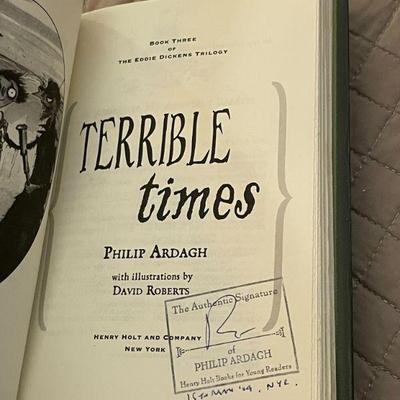 BOOK THREE
OF
THE EDDIE DICKENS TRILOGY
TERRIBLE
times
PHILIP ARDAGH
with illustrations by
DAVID ROBERTS
HENRY HOLT AND COMPANY
NEW YORK
The Authentic Signature
of
PHILIP ARDAGH
Henry Holt Books for Young Readers
NYC.